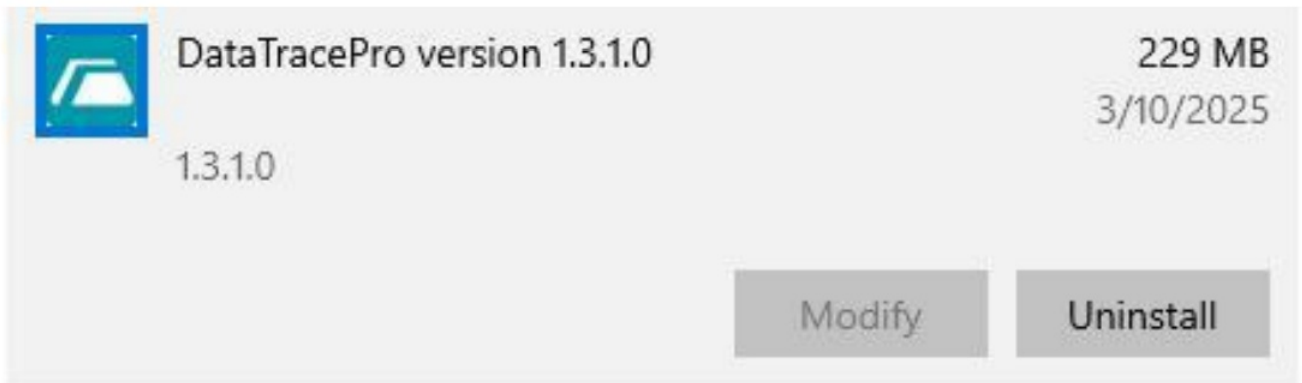 DataTracePro version 1.3.1.0
229 MB
3/10/2025
1.3.1.0
Modify
Uninstall